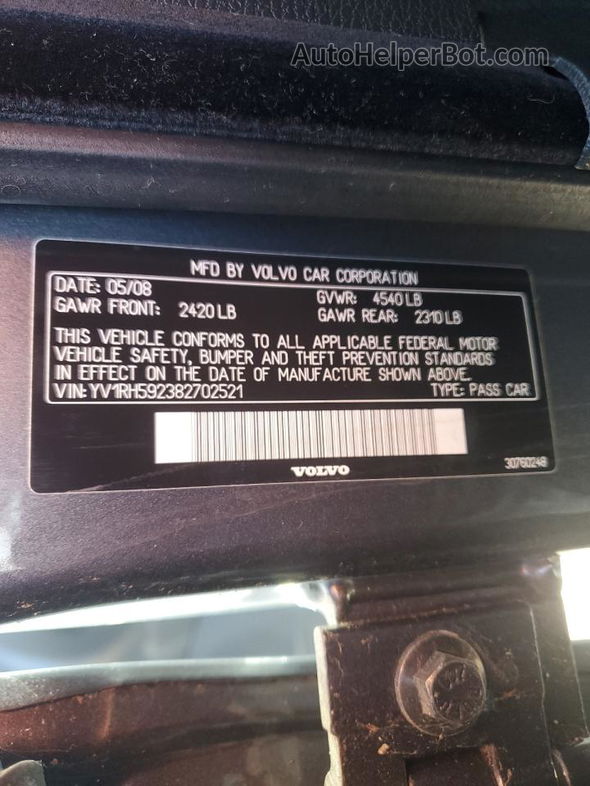 AutoHelperBot.com
MFD BY VOLVO CAR CORPORATION
DATE: 05/08 GVWR: 4540 LB
GAWR FRONT: 2420 LB GAWR REAR: 2310 LB
THIS VEHICLE CONFORMS TO ALL APPLICABLE FEDERAL MOTOR
VEHICLE SAFETY, BUMPER AND THEFT PREVENTION STANDARDS
IN EFFECT ON THE DATE OF MANUFACTURE SHOWN ABOVE.
VIN: YV1RH592382702521 TYPE: PASS CAR
VOLVO 30760248